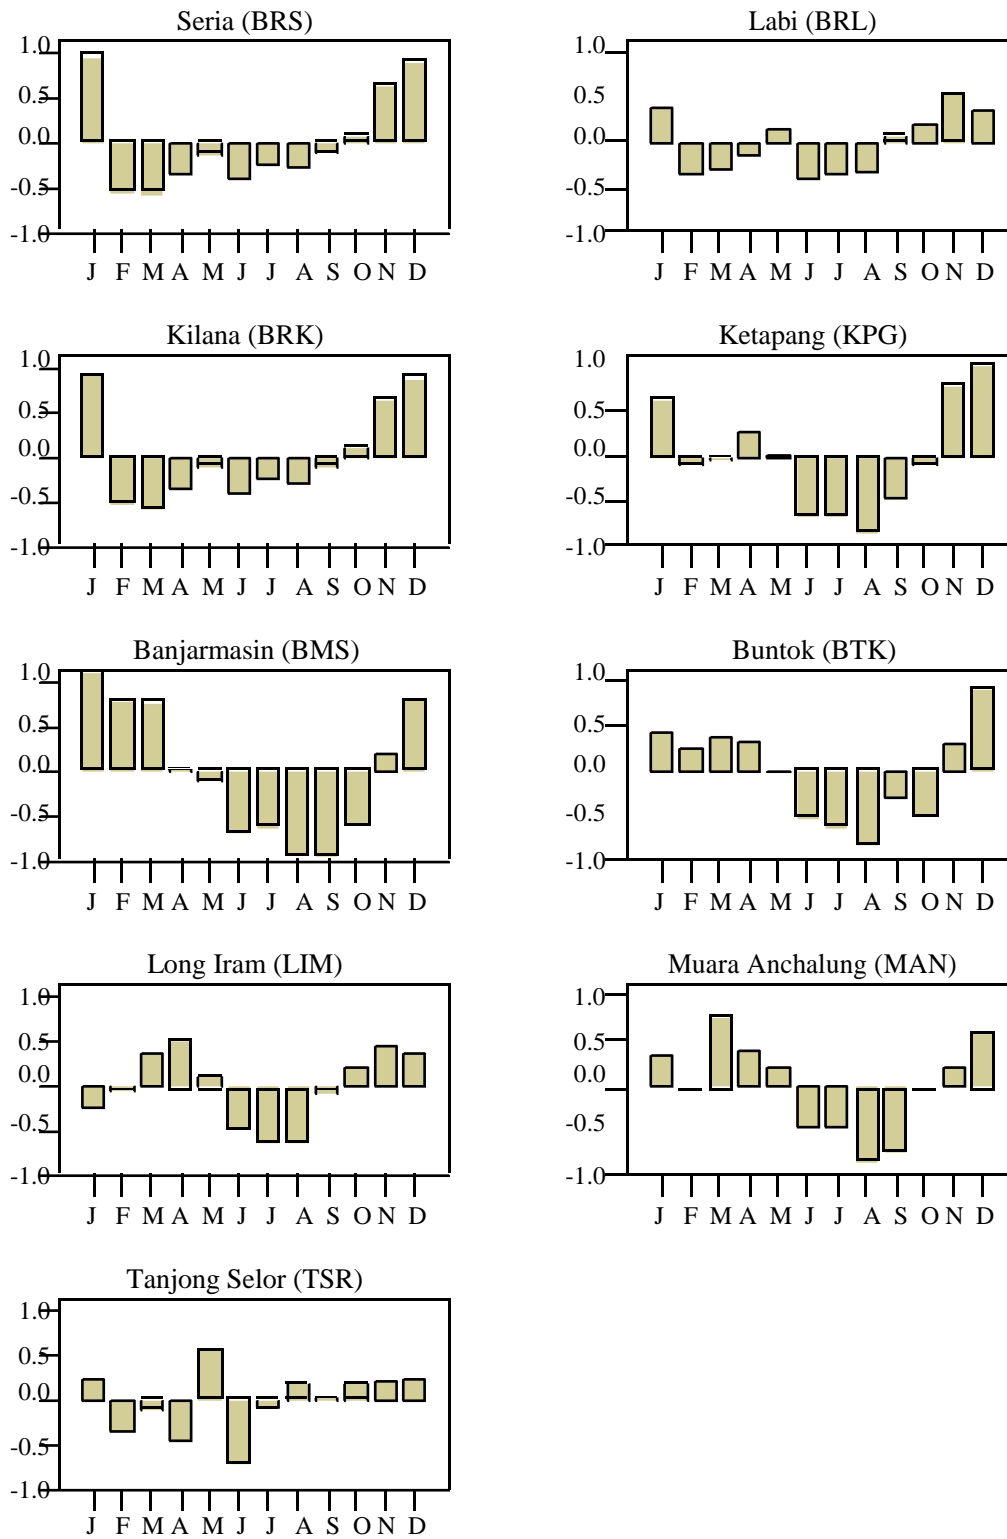 Seria (BRS)
1.0
0.5
0.0
-0.5
-1.0
J F M A M J J A S O N D
Labi (BRL)
1.0
0.5
0.0
-0.5
-1.0
J F M A M J J A S O N D
Kilana (BRK)
1.0
0.5
0.0
-0.5
-1.0
J F M A M J J A S O N D
Ketapang (KPG)
1.0
0.5
0.0
-0.5
-1.0
J F M A M J J A S O N D
Banjarmasin (BMS)
1.0
0.5
0.0
-0.5
-1.0
J F M A M J J A S O N D
Buntok (BTK)
1.0
0.5
0.0
-0.5
-1.0
J F M A M J J A S O N D
Long Iram (LIM)
1.0
0.5
0.0
-0.5
-1.0
J F M A M J J A S O N D
Muara Anchalung (MAN)
1.0
0.5
0.0
-0.5
-1.0
J F M A M J J A S O N D
Tanjong Selor (TSR)
1.0
0.5
0.0
-0.5
-1.0
J F M A M J J A S O N D